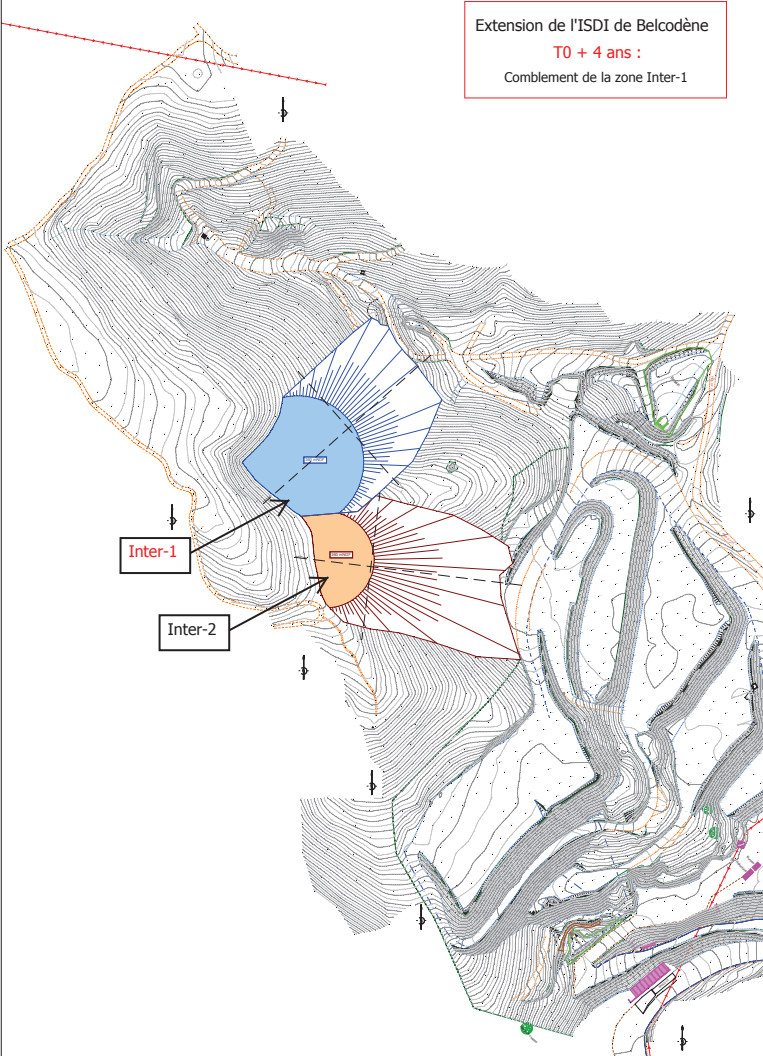 Extension de l'ISDI de Belcodène
T0 + 4 ans :
Comblement de la zone Inter-1
Inter-1
Inter-2